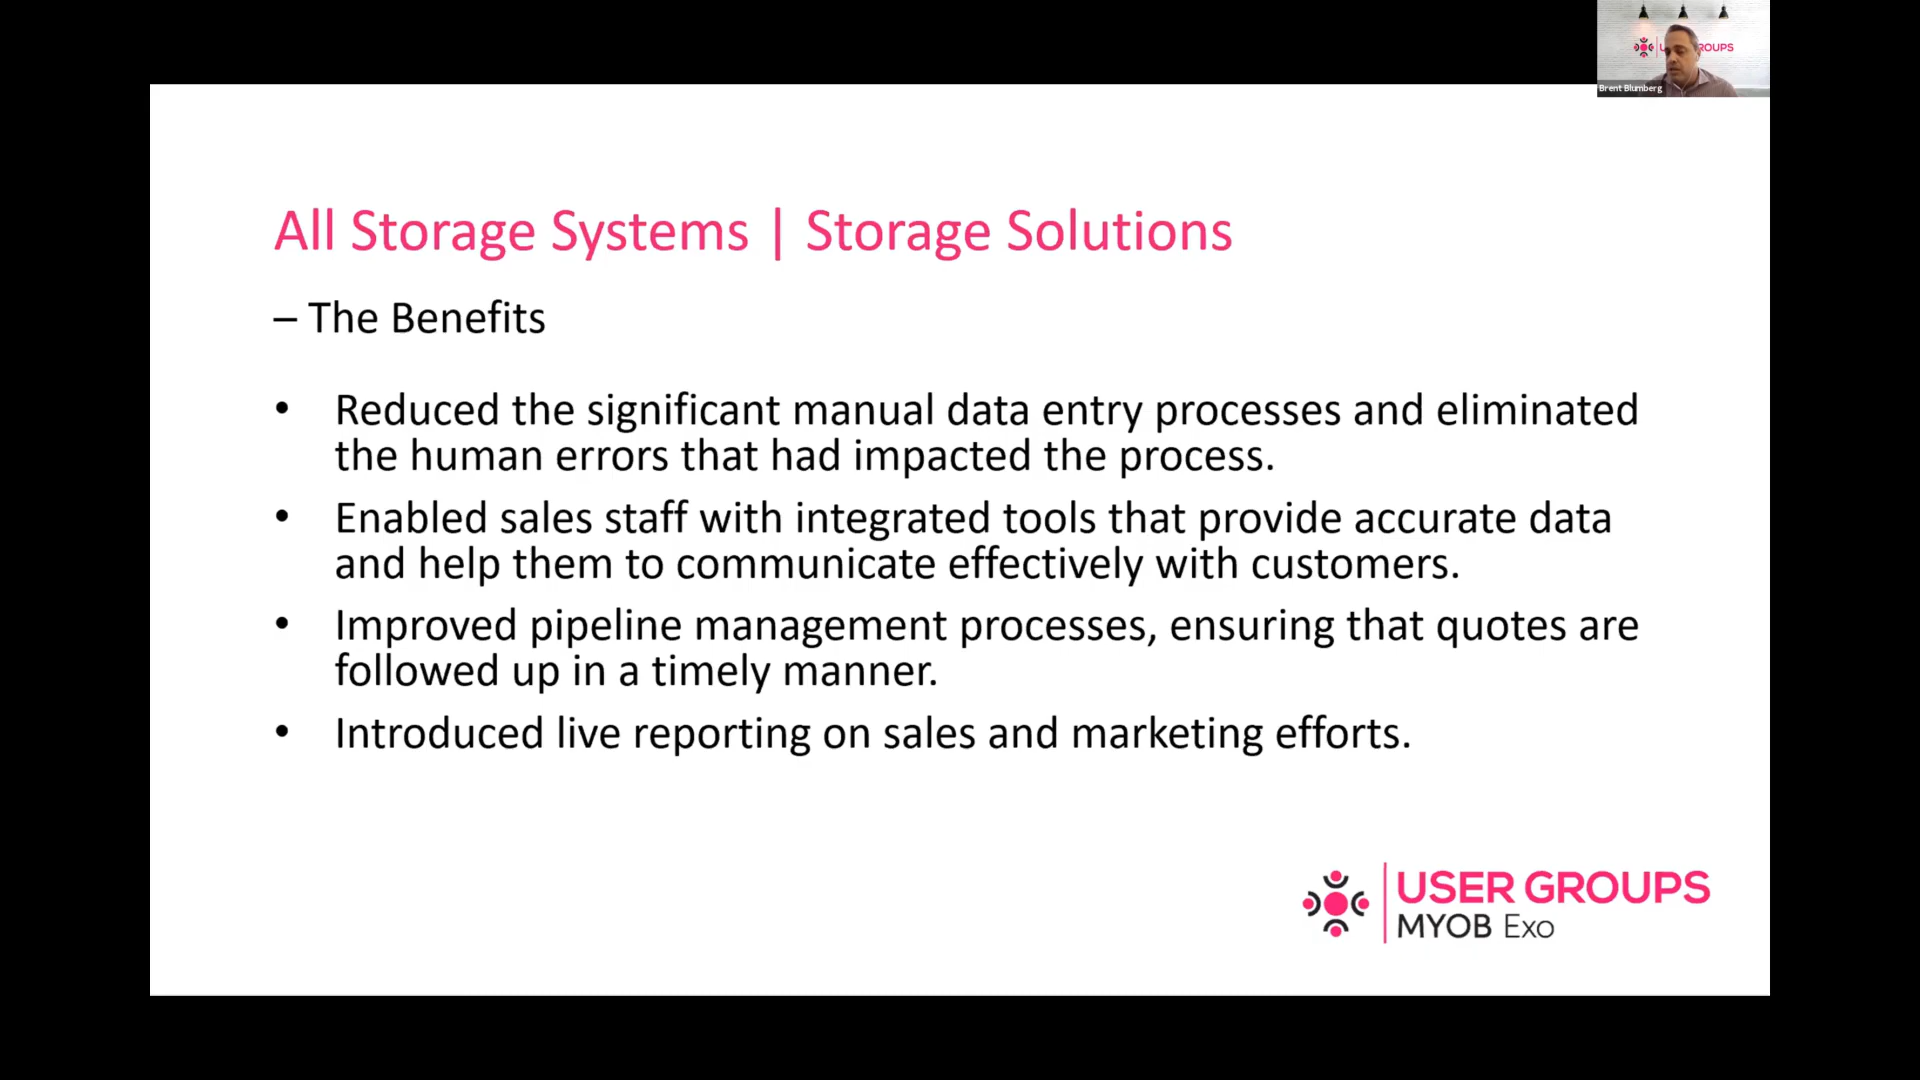 U ROUPS
Brent Blumberg
All Storage Systems | Storage Solutions
– The Benefits
• Reduced the significant manual data entry processes and eliminated
the human errors that had impacted the process.
• Enabled sales staff with integrated tools that provide accurate data
and help them to communicate effectively with customers.
• Improved pipeline management processes, ensuring that quotes are
followed up in a timely manner.
• Introduced live reporting on sales and marketing efforts.
USER GROUPS
MYOB Exo